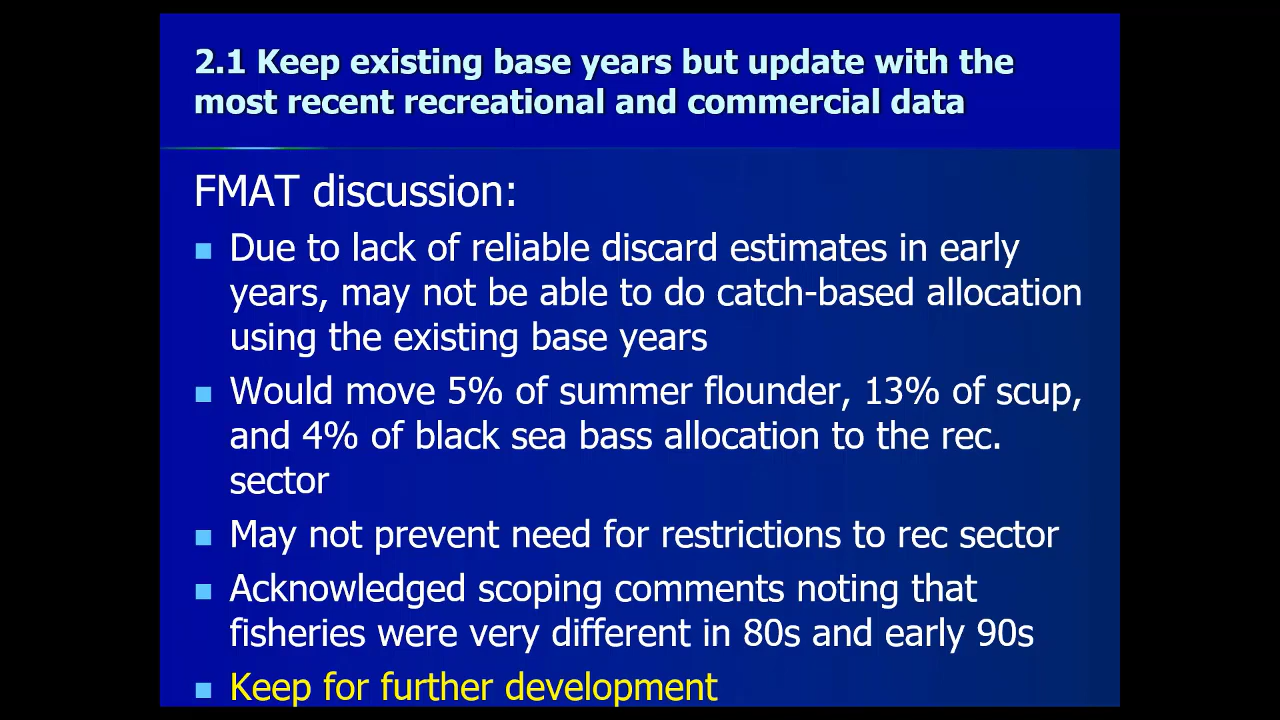 2.1 Keep existing base years but update with the
most recent recreational and commercial data
FMAT discussion:
Due to lack of reliable discard estimates in early
years, may not be able to do catch-based allocation
using the existing base years
Would move 5% of summer flounder, 13% of scup,
and 4% of black sea bass allocation to the rec.
sector
May not prevent need for restrictions to rec sector
Acknowledged scoping comments noting that
fisheries were very different in 80s and early 90s
Keep for further development